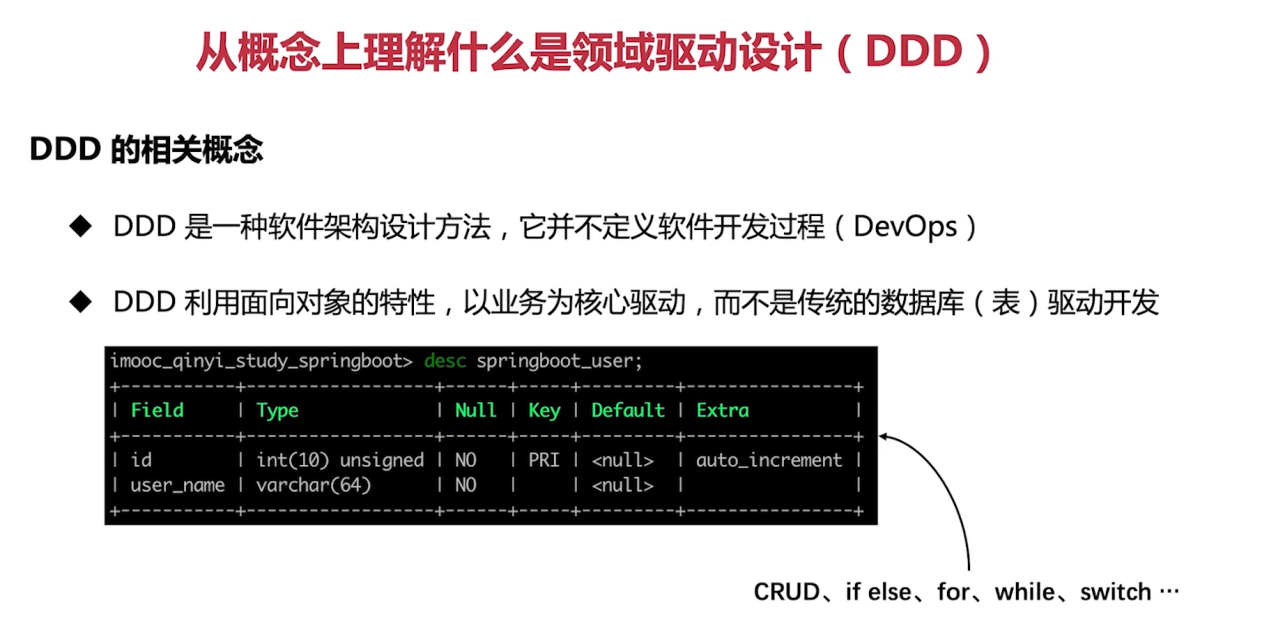 从概念上理解什么是领域驱动设计（DDD）
DDD 的相关概念
◆ DDD 是一种软件架构设计方法，它并不定义软件开发过程（DevOps）
◆ DDD 利用面向对象的特性，以业务为核心驱动，而不是传统的数据库（表）驱动开发
imooc_qinyi_study_springboot> desc springboot_user;
+-----------+------------------+------+-----+---------+----------------+
| Field     | Type             | Null | Key | Default | Extra          |
+-----------+------------------+------+-----+---------+----------------+
| id        | int(10) unsigned | NO   | PRI | <null>  | auto_increment |
| user_name | varchar(64)      | NO   |     | <null>  |                |
+-----------+------------------+------+-----+---------+----------------+
CRUD、if else、for、while、switch …